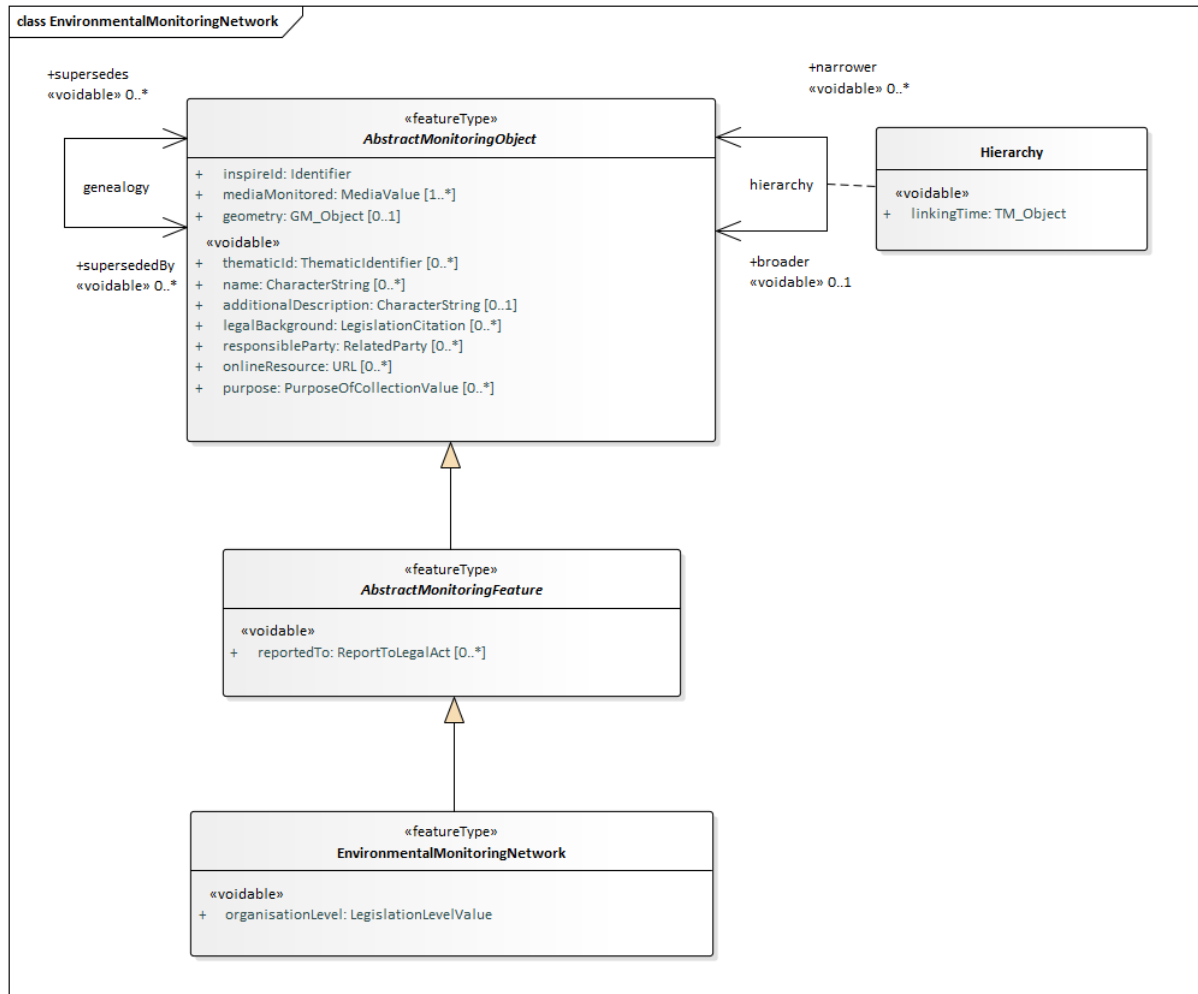 class EnvironmentalMonitoringNetwork
+supersedes
«voidable» 0..*
genealogy
+supersededBy
«voidable» 0..*
«featureType»
AbstractMonitoringObject
+ inspireId: Identifier
+ mediaMonitored: MediaValue [1..*]
+ geometry: GM_Object [0..1]
«voidable»
+ thematicId: ThematicIdentifier [0..*]
+ name: CharacterString [0..*]
+ additionalDescription: CharacterString [0..1]
+ legalBackground: LegislationCitation [0..*]
+ responsibleParty: RelatedParty [0..*]
+ onlineResource: URL [0..*]
+ purpose: PurposeOfCollectionValue [0..*]
+narrower
«voidable» 0..*
hierarchy
+broader
«voidable» 0..1
Hierarchy
«voidable»
+ linkingTime: TM_Object
«featureType»
AbstractMonitoringFeature
«voidable»
+ reportedTo: ReportToLegalAct [0..*]
«featureType»
EnvironmentalMonitoringNetwork
«voidable»
+ organisationLevel: LegislationLevelValue